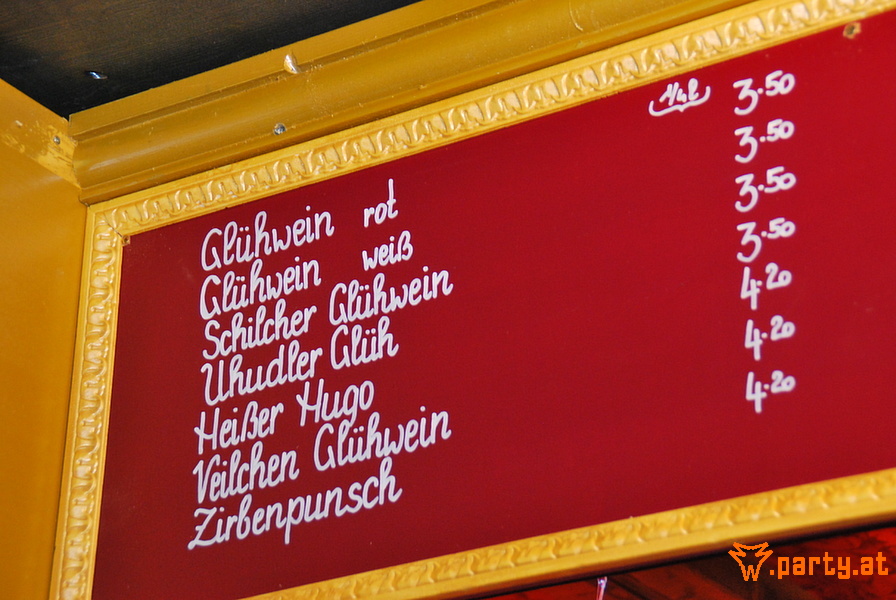 Glühwein rot 1/4l 3.50
Glühwein weiß 3.50
Schilcher Glühwein 3.50
Uhudler Glüh 3.50
Heißer Hugo 4.20
Veilchen Glühwein 4.20
Zirbenpunsch 4.20
.party.at